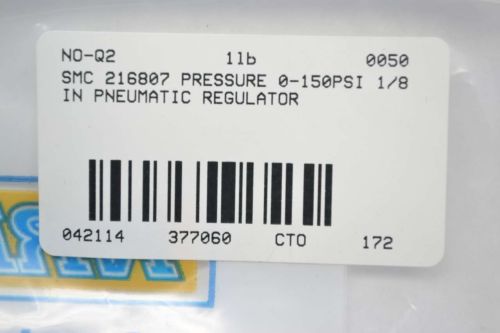 NO-Q2 1lb 0050
SMC 216807 PRESSURE 0-150PSI 1/8
IN PNEUMATIC REGULATOR
042114 377060 CTO 172